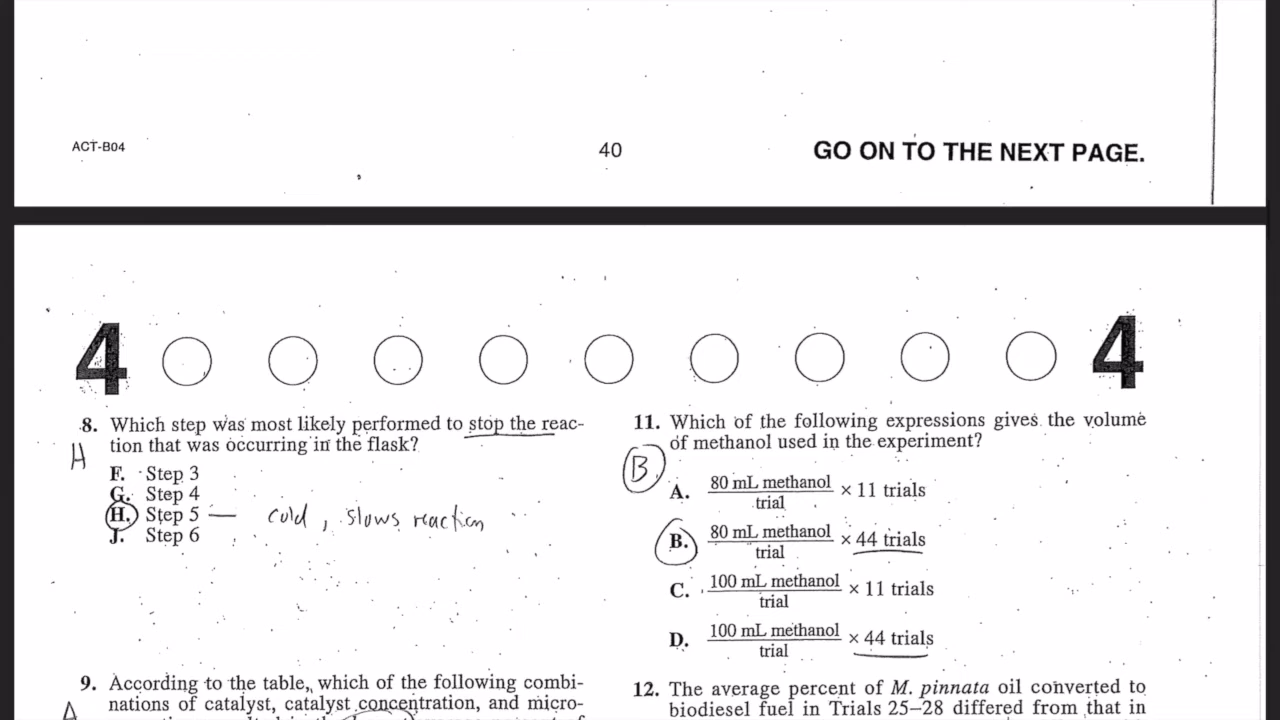 ACT-B04
40
GO ON TO THE NEXT PAGE.
4
4
8. Which step was most likely performed to stop the reac-
tion that was occurring in the flask?
H
F. Step 3
G. Step 4
H. Step 5 — cold, slows reaction
J. Step 6
9. According to the table, which of the following combi-
nations of catalyst, catalyst concentration, and micro-
A
11. Which of the following expressions gives the volume
of methanol used in the experiment?
B
A. 80 mL methanol
trial
× 11 trials
B. 80 mL methanol
trial
× 44 trials
C. 100 mL methanol
trial
× 11 trials
D. 100 mL methanol
trial
× 44 trials
12. The average percent of M. pinnata oil converted to
biodiesel fuel in Trials 25–28 differed from that in